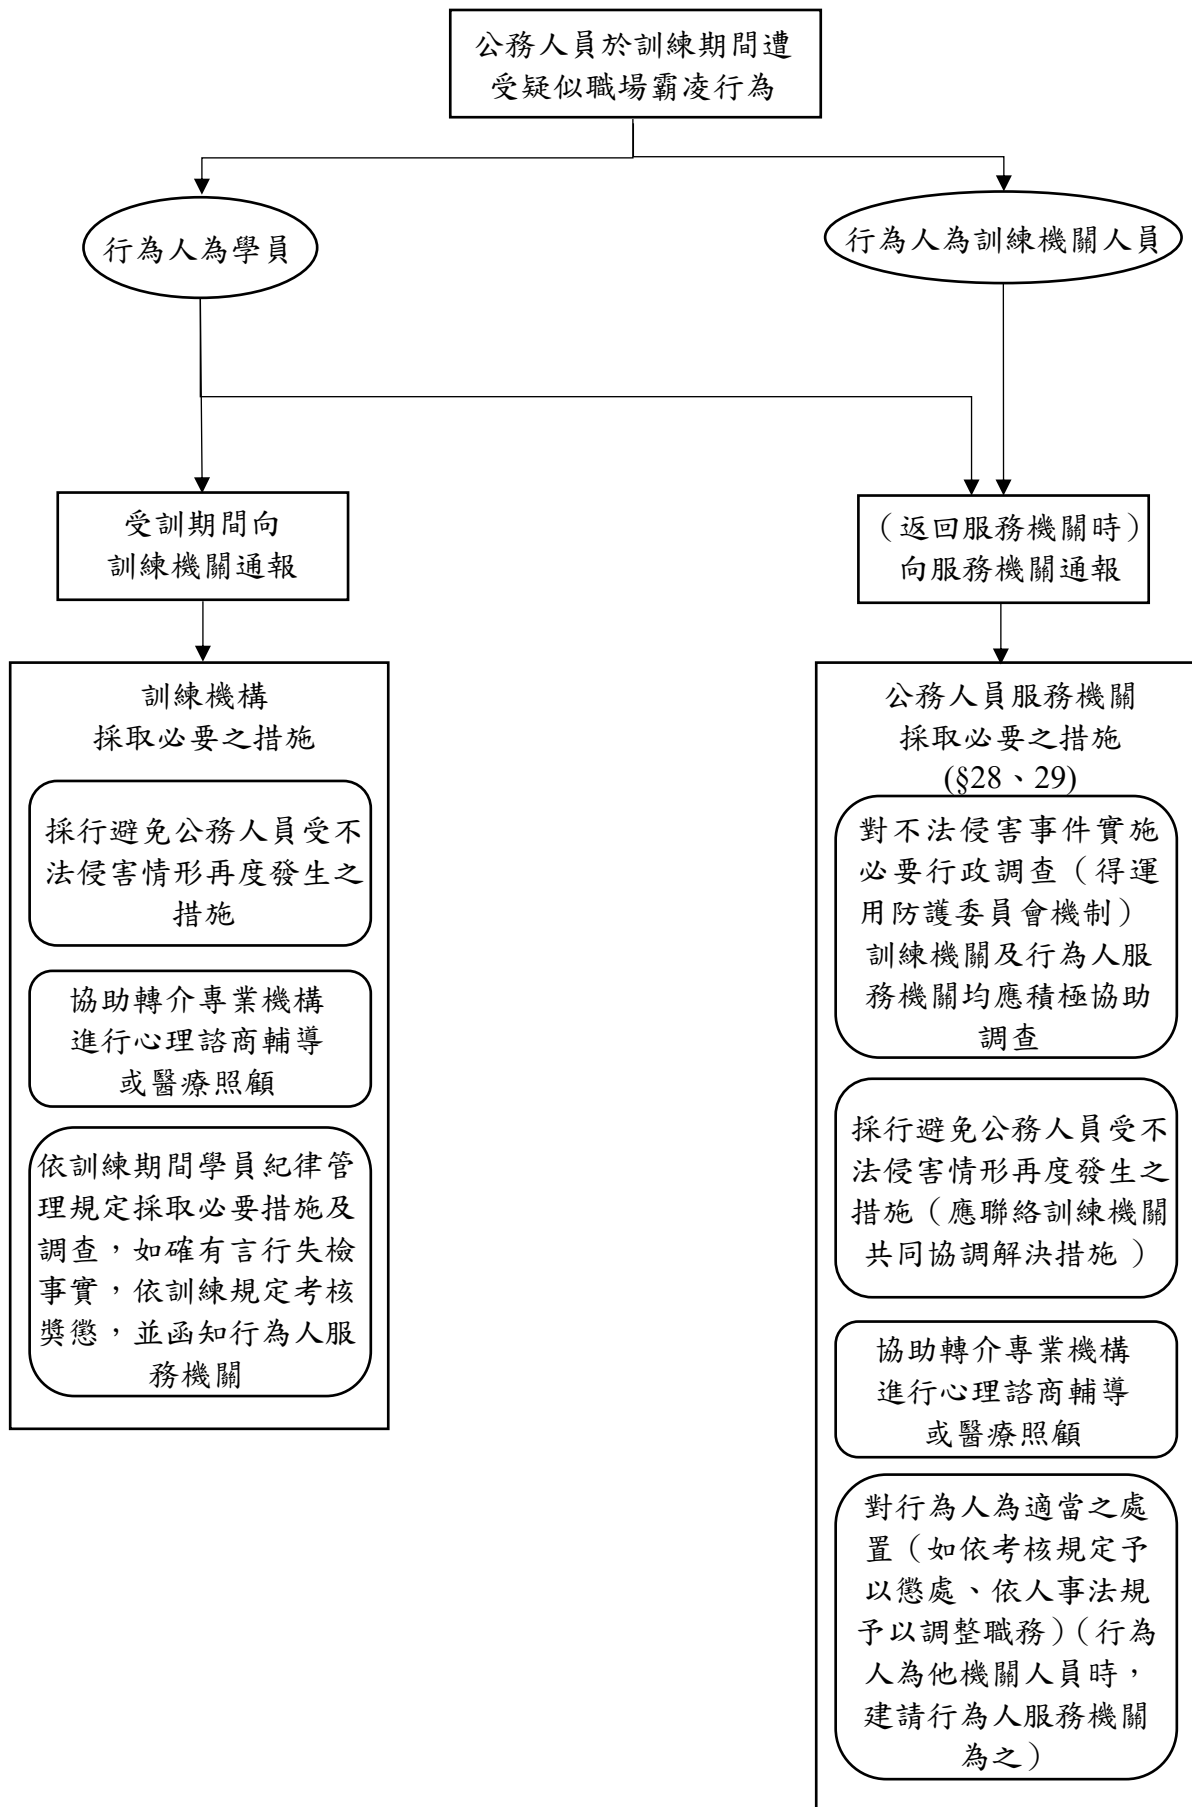 公務人員於訓練期間遭
受疑似職場霸凌行為
行為人為學員
行為人為訓練機關人員
受訓期間向
訓練機關通報
（返回服務機關時）
向服務機關通報
訓練機構
採取必要之措施
採行避免公務人員受不
法侵害情形再度發生之
措施
協助轉介專業機構
進行心理諮商輔導
或醫療照顧
依訓練期間學員紀律管
理規定採取必要措施及
調查，如確有言行失檢
事實，依訓練規定考核
獎懲，並函知行為人服
務機關
公務人員服務機關
採取必要之措施
(§28、29)
對不法侵害事件實施
必要行政調查（得運
用防護委員會機制）
訓練機關及行為人服
務機關均應積極協助
調查
採行避免公務人員受不
法侵害情形再度發生之
措施（應聯絡訓練機關
共同協調解決措施）
協助轉介專業機構
進行心理諮商輔導
或醫療照顧
對行為人為適當之處
置（如依考核規定予
以懲處、依人事法規
予以調整職務）（行為
人為他機關人員時，
建請行為人服務機關
為之）